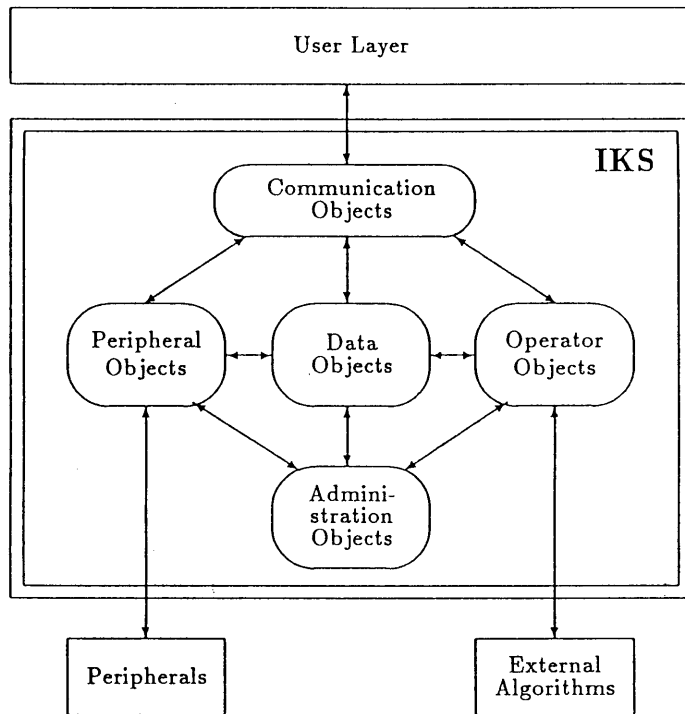 User Layer
IKS
Communication
Objects
Peripheral
Objects
Data
Objects
Operator
Objects
Admini-
stration
Objects
Peripherals
External
Algorithms